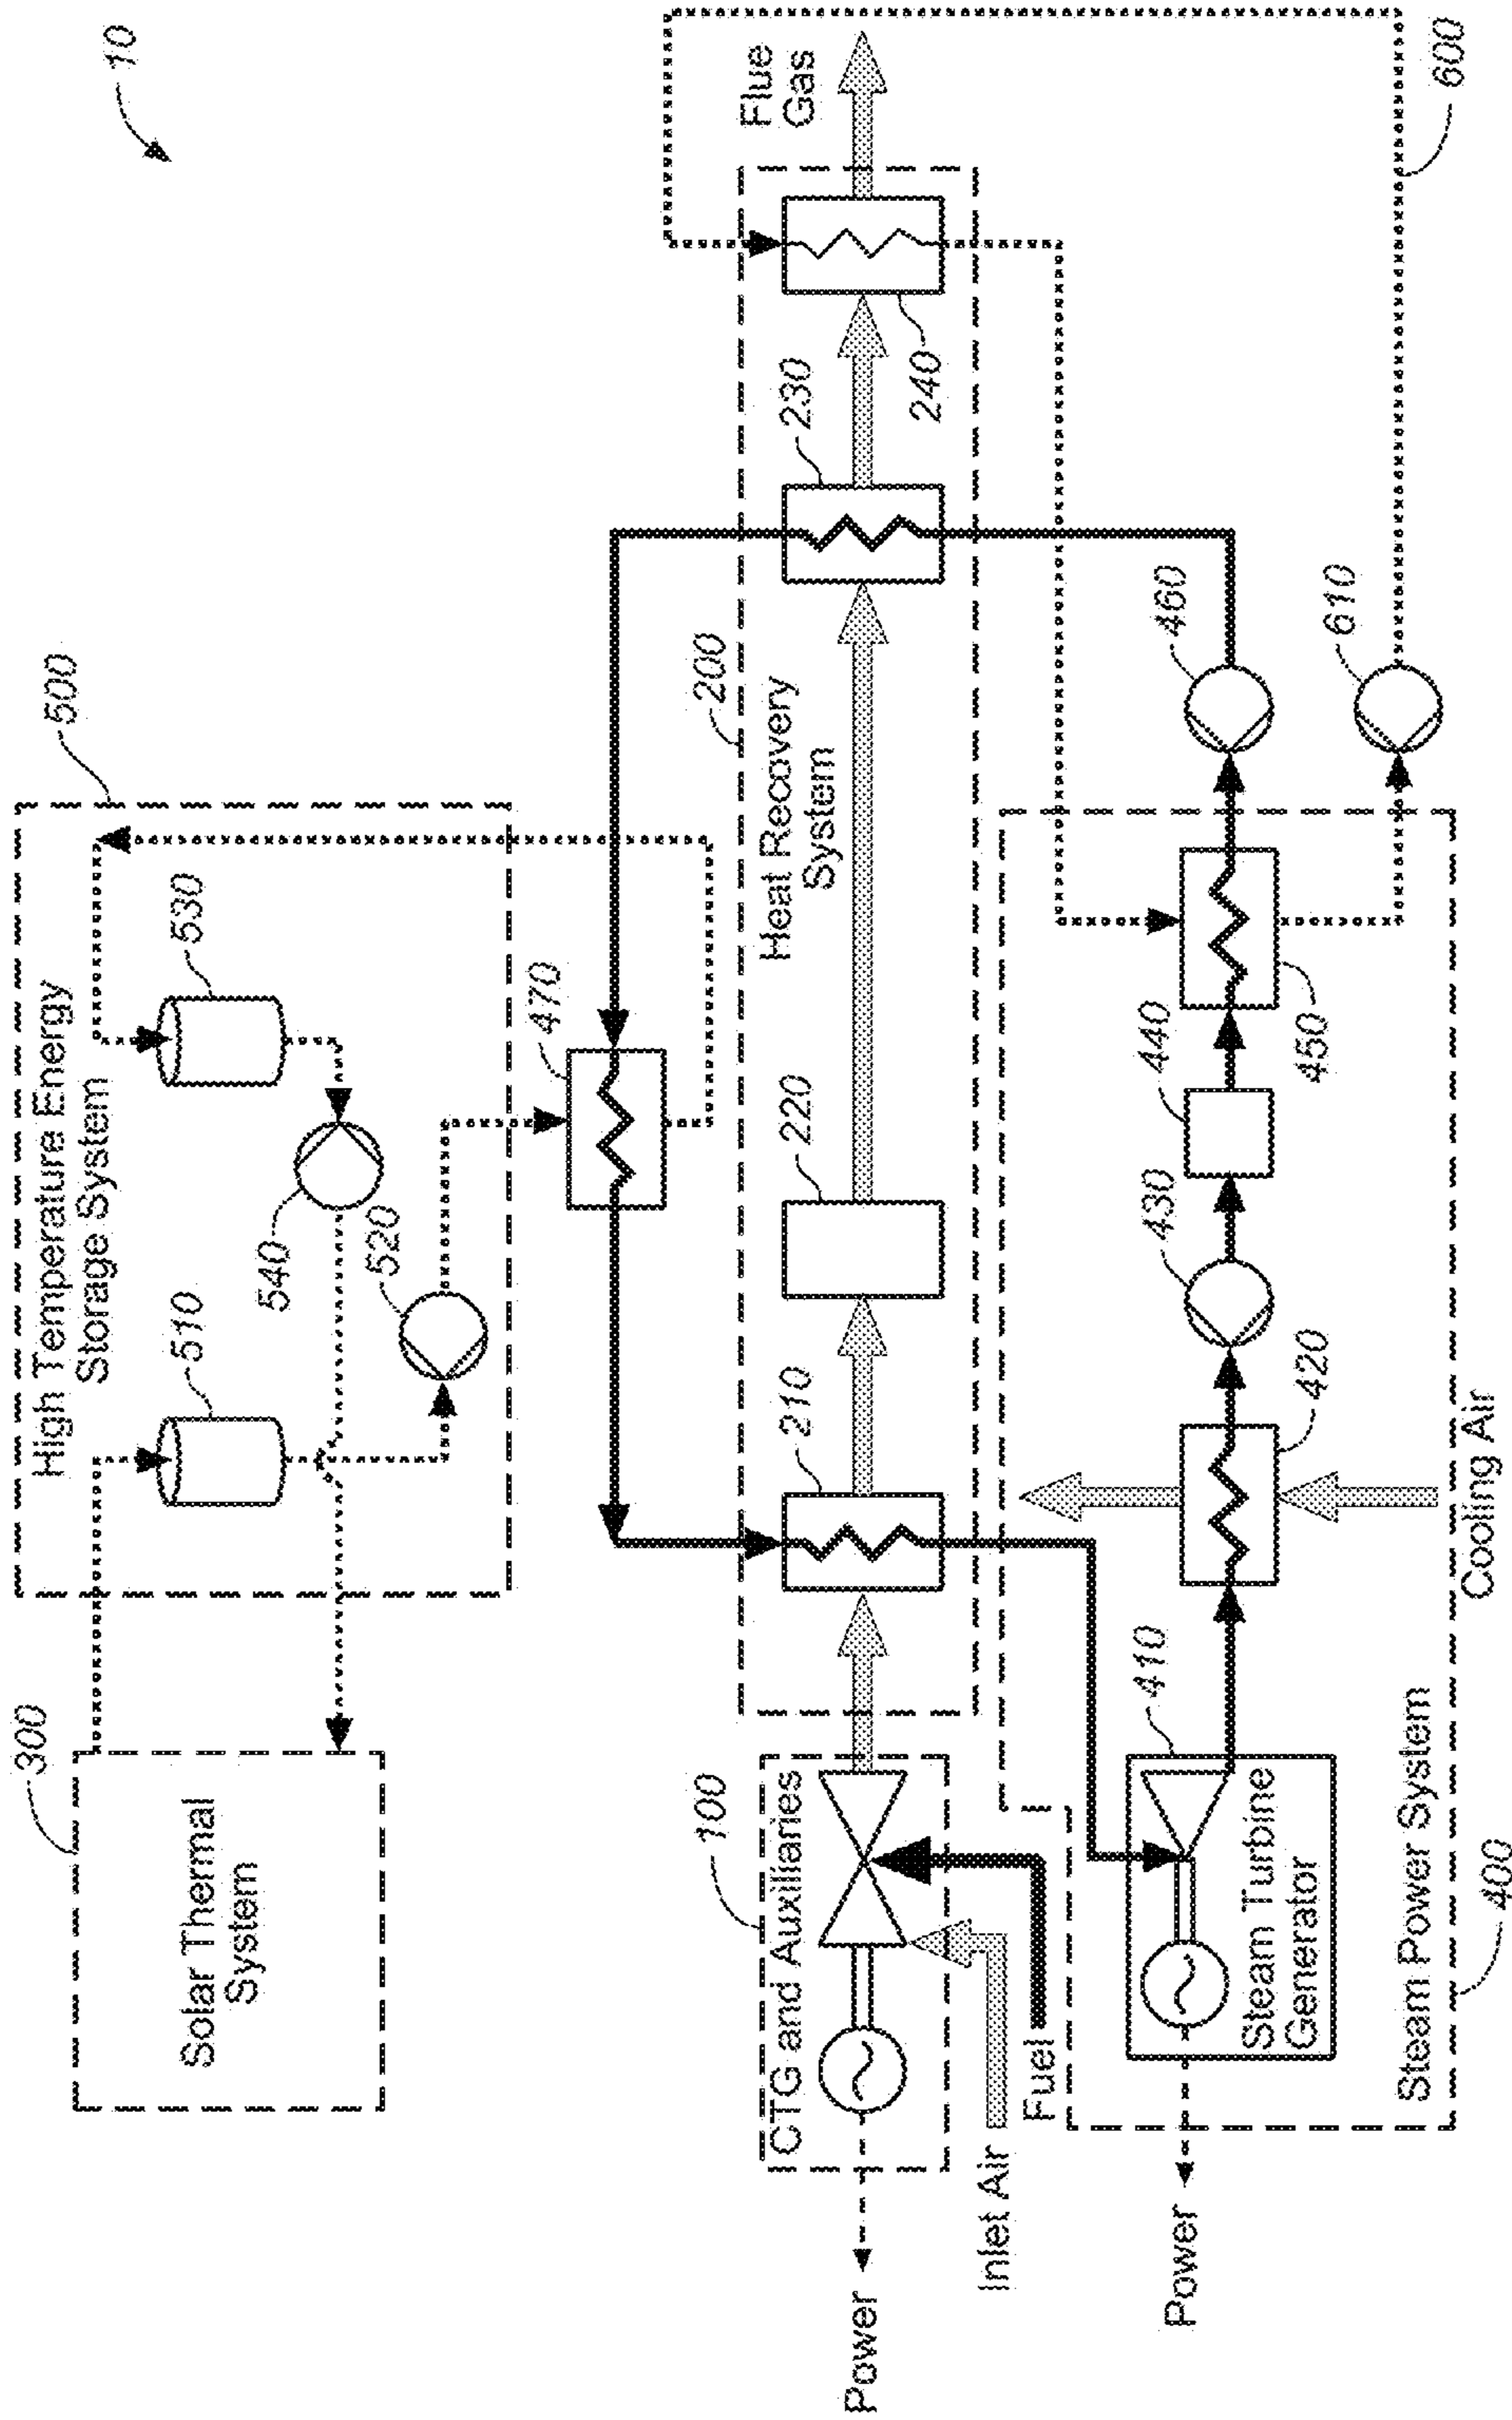 10
300
Solar Thermal
System
500
High Temperature Energy
Storage System
510
530
540
520
470
100
CTG and Auxiliaries
200
Heat Recovery
System
210
220
230
240
Flue
Gas
Power
Inlet Air
Fuel
Power
410
Steam Turbine
Generator
Steam Power System
400
420
Cooling Air
430
440
450
460
610
600